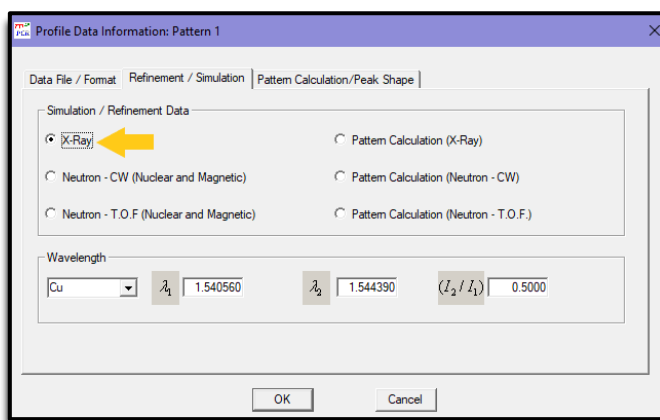 PCR Profile Data Information: Pattern 1
Data File / Format Refinement / Simulation Pattern Calculation/Peak Shape
Simulation / Refinement Data
X-Ray Pattern Calculation (X-Ray)
Neutron - CW (Nuclear and Magnetic) Pattern Calculation (Neutron - CW)
Neutron - T.O.F (Nuclear and Magnetic) Pattern Calculation (Neutron - T.O.F.)
Wavelength
Cu λ1 1.540560 λ2 1.544390 (I2 / I1) 0.5000
OK Cancel